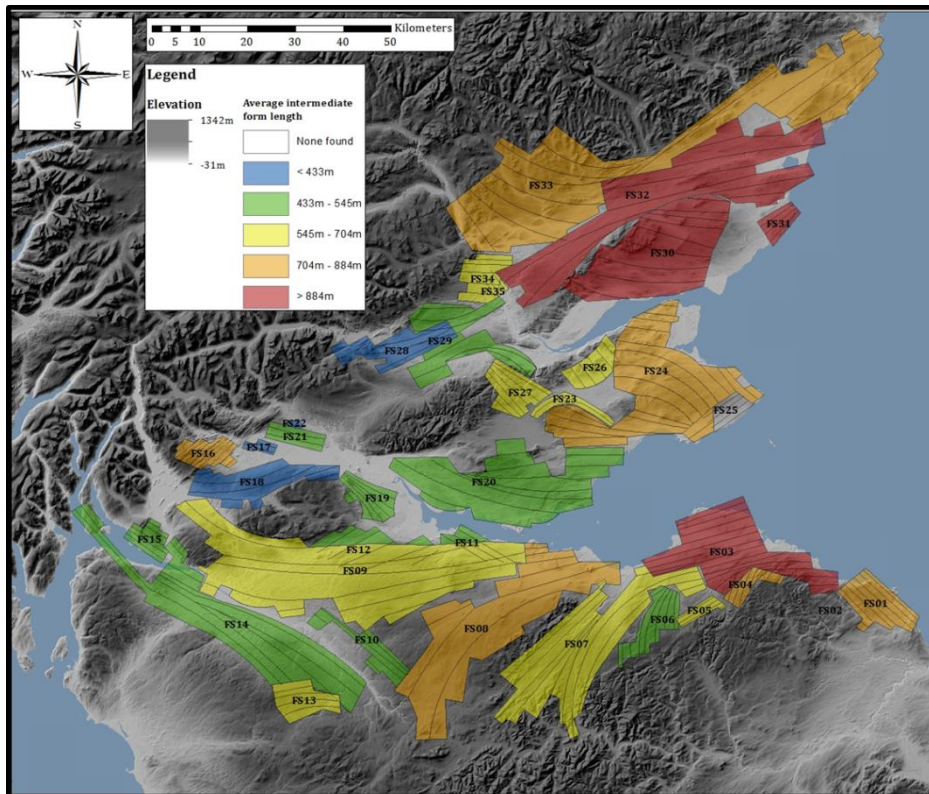 N
W E
S
Kilometers
0 5 10 20 30 40 50
Legend
Elevation
1342m
-31m
Average intermediate
form length
None found
< 433m
433m - 545m
545m - 704m
704m - 884m
> 884m
FS33
FS32
FS31
FS30
FS34
FS35
FS29
FS28
FS26
FS24
FS27
FS23
FS25
FS22
FS21
FS17
FS16
FS18
FS20
FS19
FS15
FS12
FS11
FS09
FS03
FS04
FS02
FS01
FS05
FS06
FS14
FS10
FS08
FS07
FS13